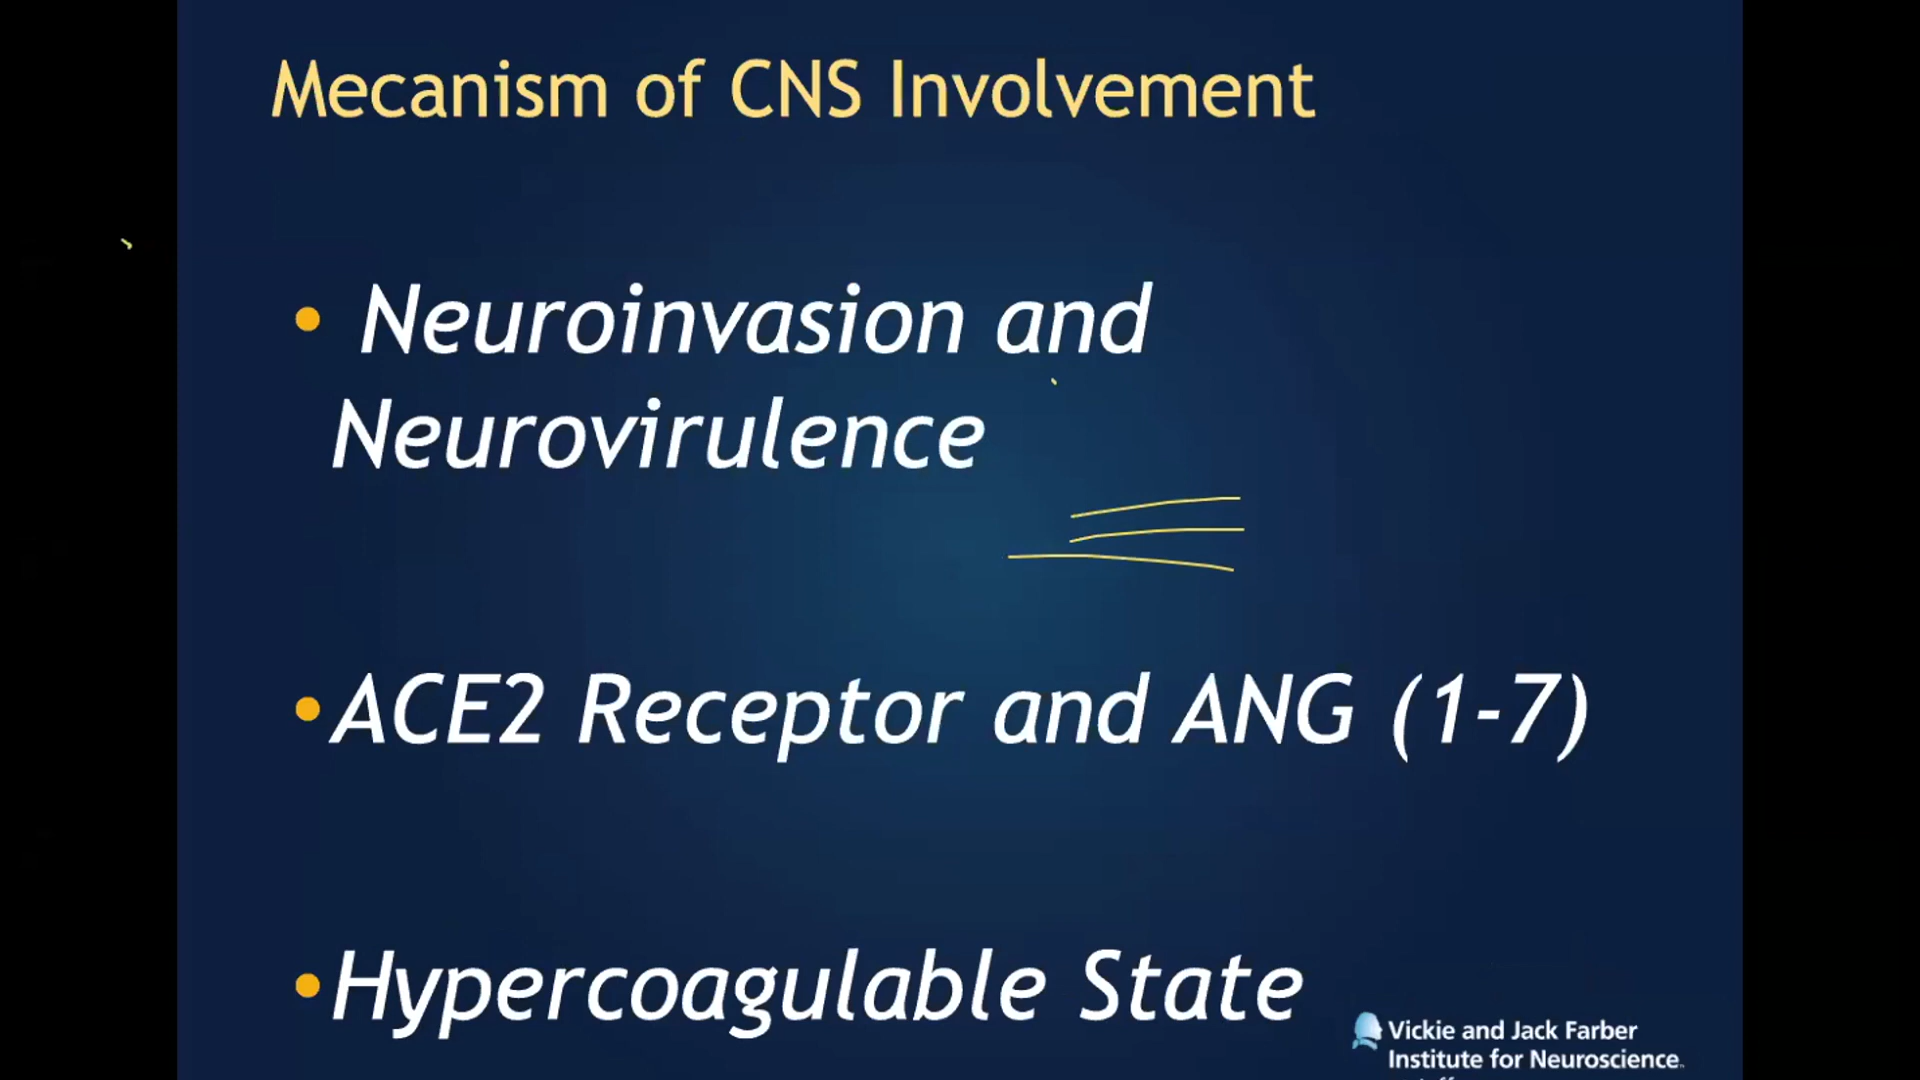 Mecanism of CNS Involvement
• Neuroinvasion and
Neurovirulence
•ACE2 Receptor and ANG (1-7)
•Hypercoagulable State
Vickie and Jack Farber
Institute for Neuroscience™